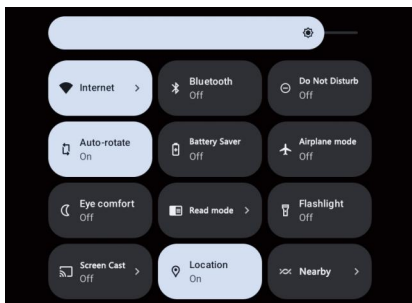 Internet
Bluetooth
Off
Do Not Disturb
Off
Auto-rotate
On
Battery Saver
Off
Airplane mode
Off
Eye comfort
Off
Read mode
Flashlight
Off
Screen Cast
Off
Location
On
Nearby